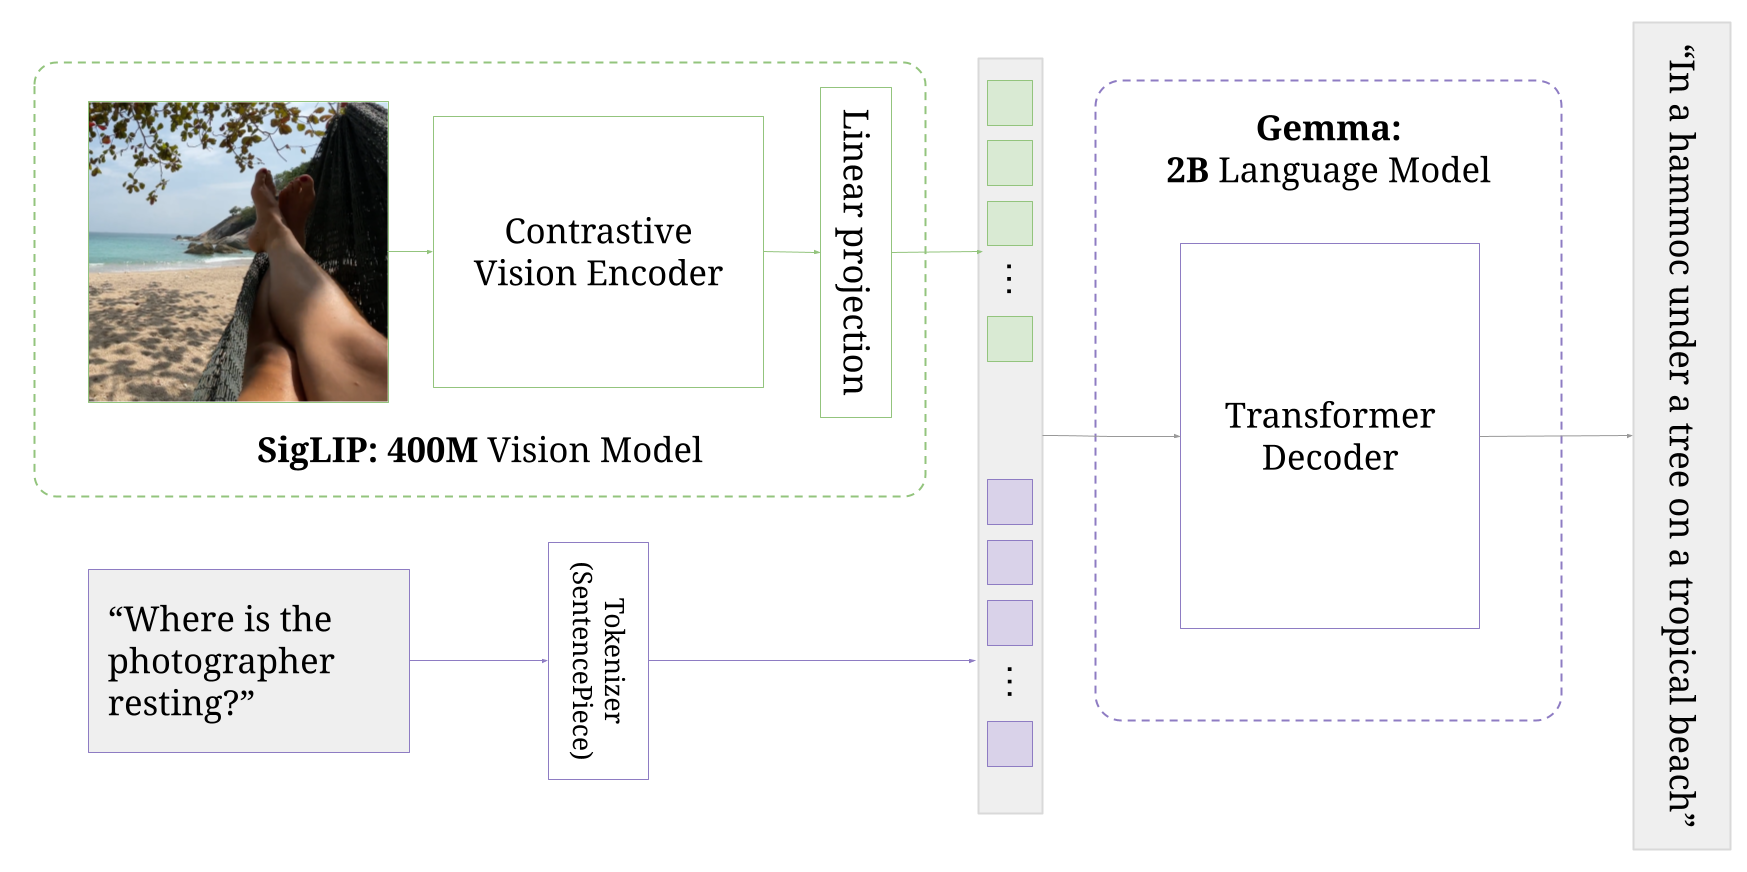 Contrastive
Vision Encoder
Linear projection
SigLIP: 400M Vision Model
“Where is the
photographer
resting?”
Tokenizer
(SentencePiece)
...
...
Gemma:
2B Language Model
Transformer
Decoder
“In a hammoc under a tree on a tropical beach”